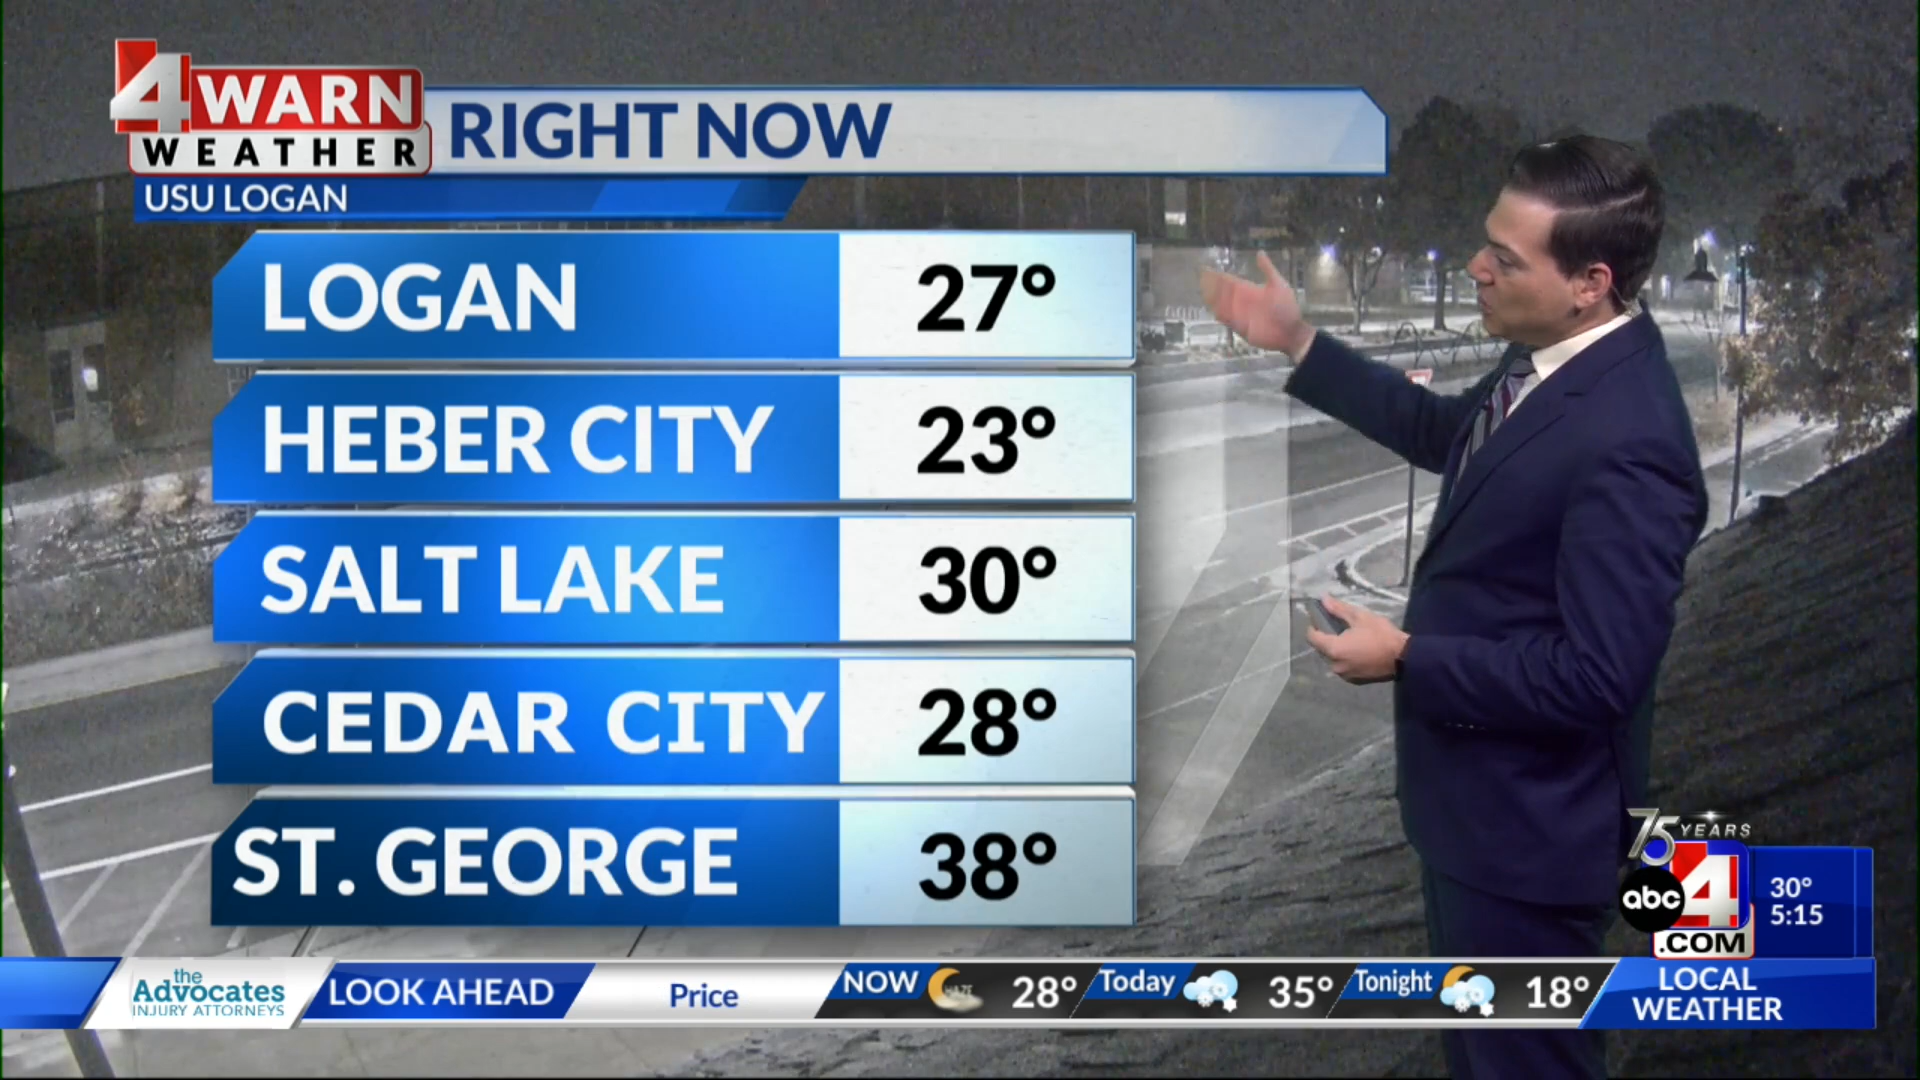 4WARN
WEATHER
RIGHT NOW
USU LOGAN
LOGAN 27°
HEBER CITY 23°
SALT LAKE 30°
CEDAR CITY 28°
ST. GEORGE 38°
75 YEARS
abc 4
.COM
30°
5:15
the
Advocates
INJURY ATTORNEYS
LOOK AHEAD
Price
NOW HAZE 28°
Today 35°
Tonight 18°
LOCAL
WEATHER